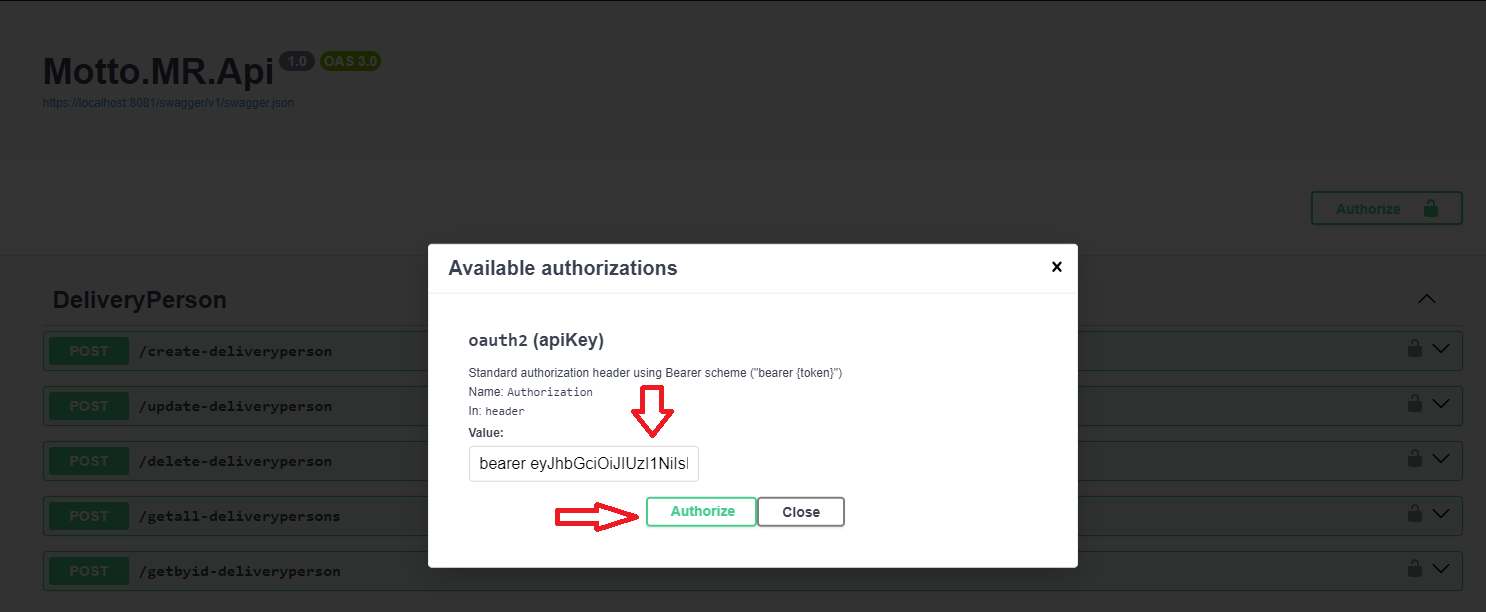 Motto.MR.Api 1.0 OAS 3.0
https://localhost:8081/swagger/v1/swagger.json
Authorize
Available authorizations
DeliveryPerson
oauth2 (apiKey)
Standard authorization header using Bearer scheme ("bearer {token}")
Name: Authorization
In: header
Value:
bearer eyJhbGciOiJIUzI1NiIsI
Authorize Close
POST /create-deliveryperson
POST /update-deliveryperson
POST /delete-deliveryperson
POST /getall-deliverypersons
POST /getbyid-deliveryperson